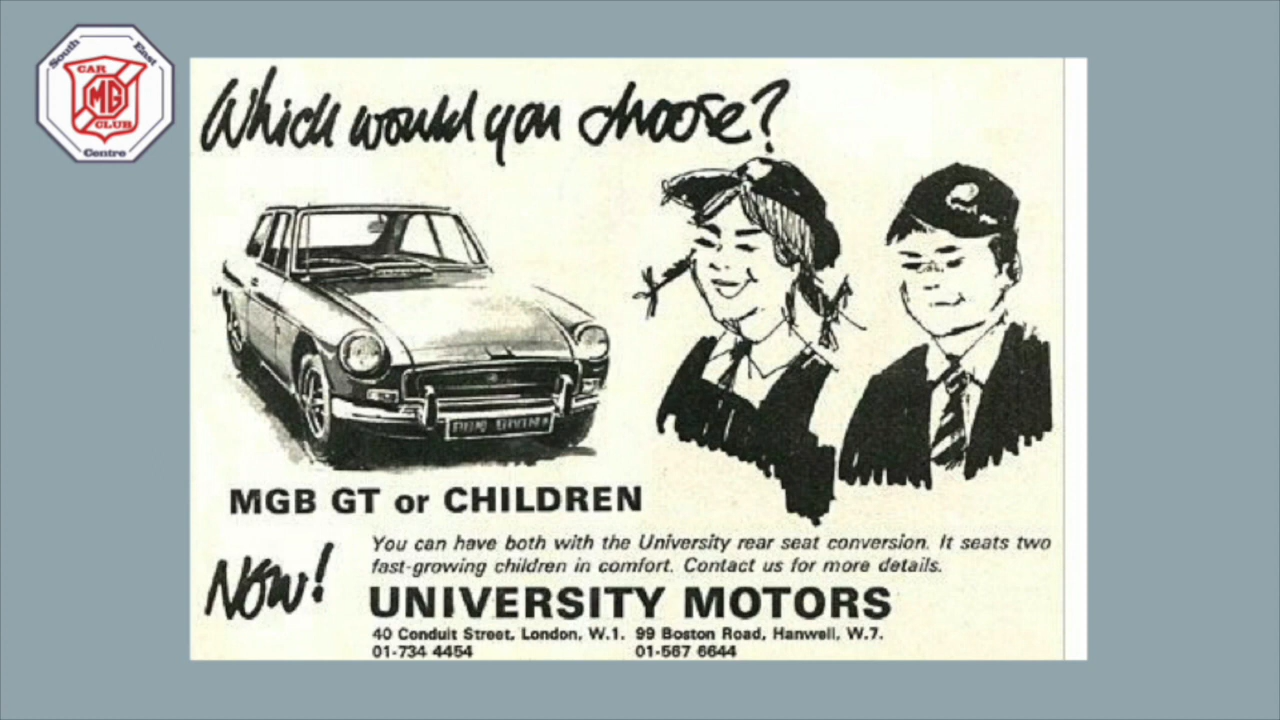 South East
CAR
MG
CLUB
Centre
Which would you choose?
MGB GT or CHILDREN
Now!
You can have both with the University rear seat conversion. It seats two
fast-growing children in comfort. Contact us for more details.
UNIVERSITY MOTORS
40 Conduit Street, London, W.1. 99 Boston Road, Hanwell, W.7.
01-734 4454 01-567 6644